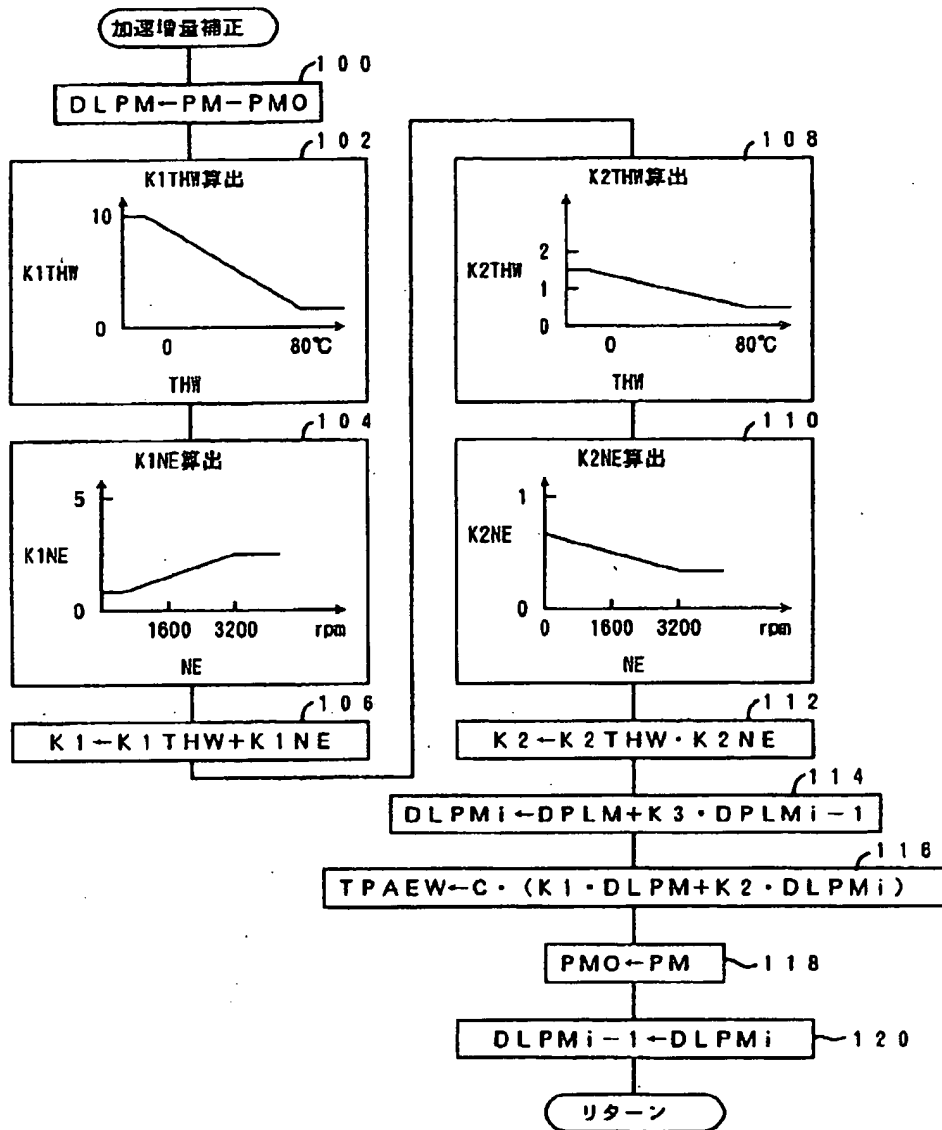 加速増量補正
100
DLPM←PM−PMO
102
K1THW算出
10
K1THW
0
0 80℃
THW
104
K1NE算出
5
K1NE
0
1600 3200 rpm
NE
106
K1←K1THW+K1NE
108
K2THW算出
2
K2THW
1
0
0 80℃
THW
110
K2NE算出
1
K2NE
0
0 1600 3200 rpm
NE
112
K2←K2THW・K2NE
114
DLPMi←DPLM+K3・DPLMi−1
116
TPAEW←C・(K1・DLPM+K2・DLPMi)
PMO←PM
118
DLPMi−1←DLPMi
120
リターン